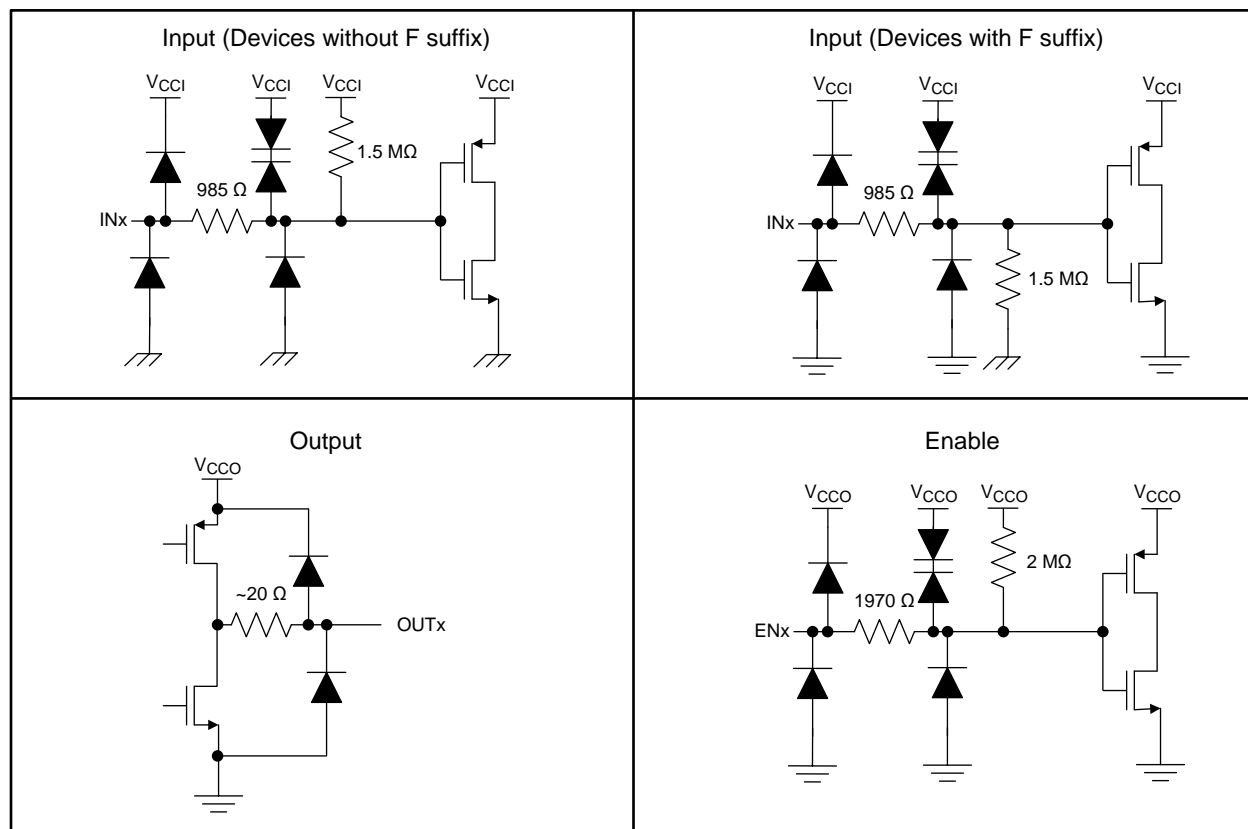 Input (Devices without F suffix)
VCCI VCCI VCCI VCCI
1.5 MΩ
985 Ω
INx
Input (Devices with F suffix)
VCCI VCCI VCCI
985 Ω
INx
1.5 MΩ
Output
VCCO
~20 Ω
OUTx
Enable
VCCO VCCO VCCO VCCO
2 MΩ
1970 Ω
ENx